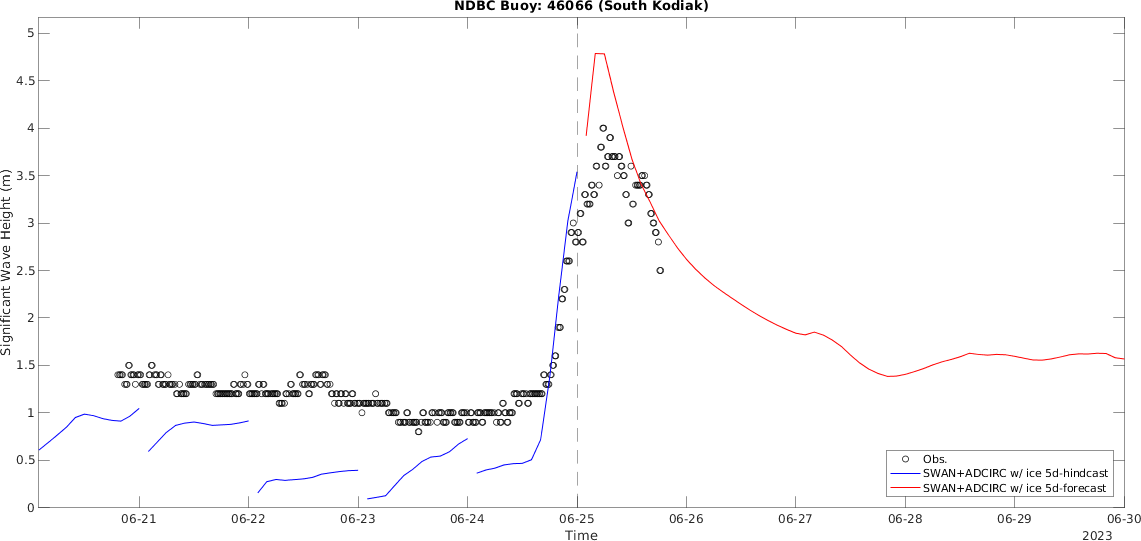 NDBC Buoy: 46066 (South Kodiak)
Significant Wave Height (m)
5
4.5
4
3.5
3
2.5
2
1.5
1
0.5
0
Obs.
SWAN+ADCIRC w/ ice 5d-hindcast
SWAN+ADCIRC w/ ice 5d-forecast
06-21 06-22 06-23 06-24 06-25 06-26 06-27 06-28 06-29 06-30
Time
2023